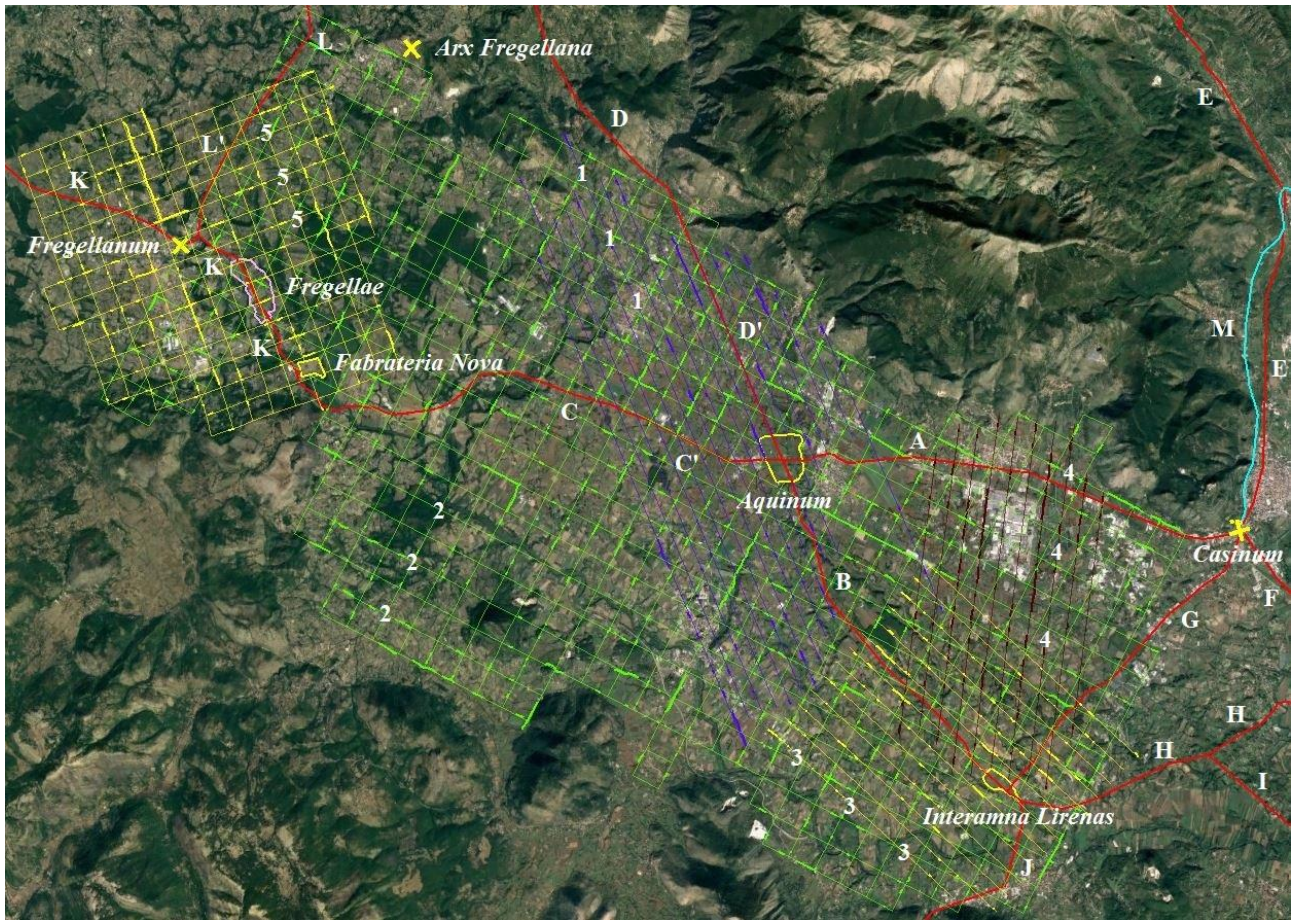 L
Arx Fregellana
E
D
5
L'
K
1
5
5
1
Fregellanum
K
Fregellae
1
M
D'
K
Fabrateria Nova
E
C
A
C'
4
Aquinum
2
Casinum
4
2
B
F
2
G
4
H
3
H
I
3
Interamna Lirenas
3
J